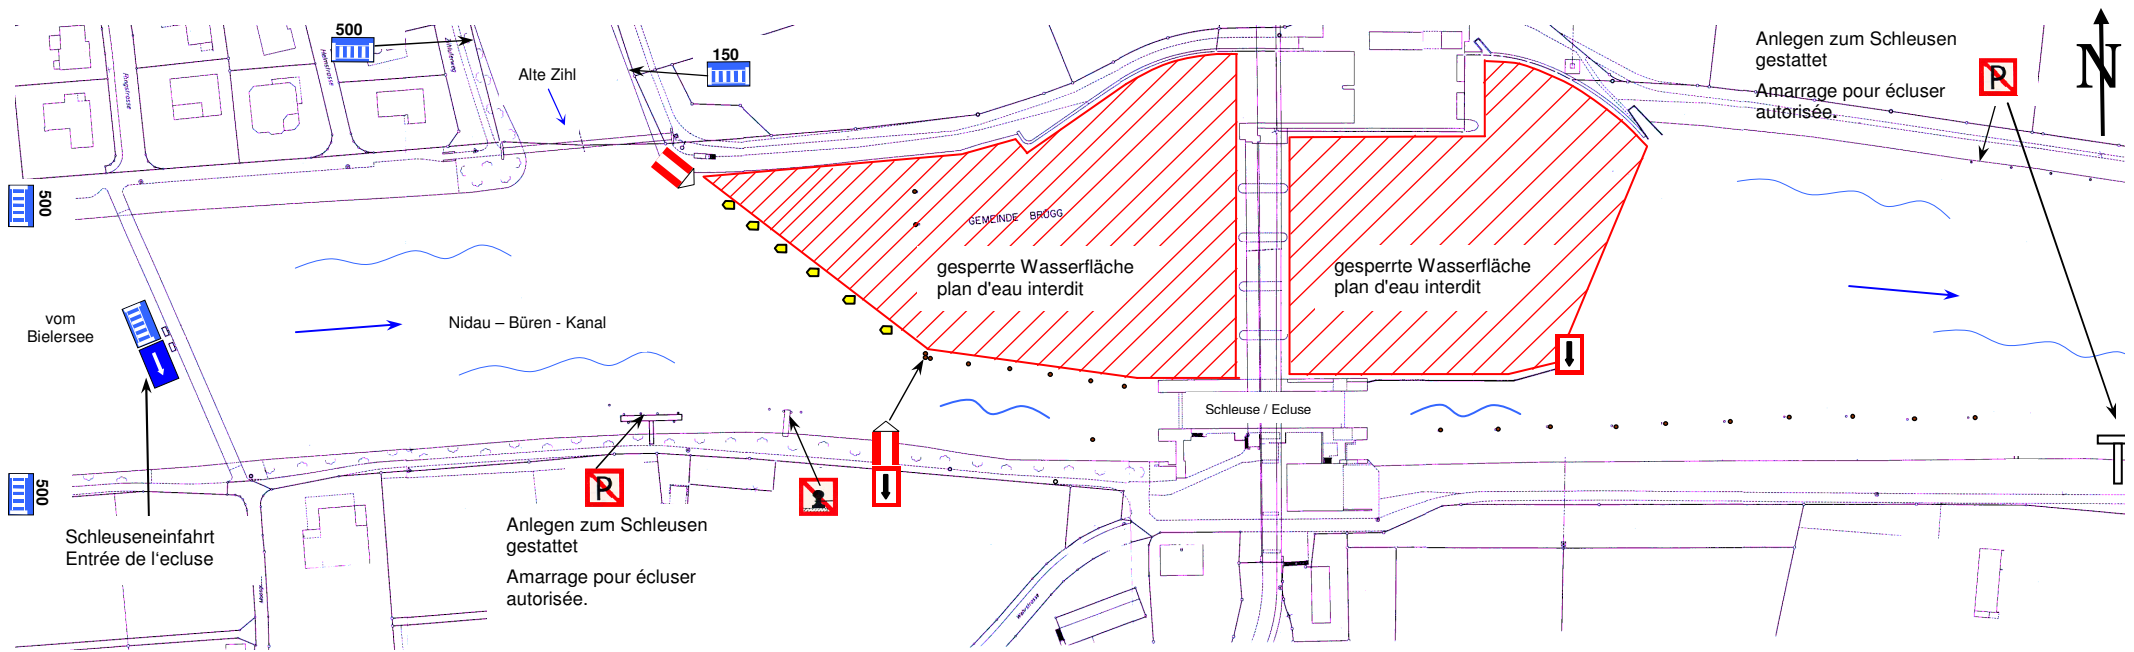 500
150
Alte Zihl
Anlegen zum Schleusen
gestattet
Amarrage pour écluser
autorisée.
P
N
500
GEMEINDE BRÜGG
gesperrte Wasserfläche
plan d'eau interdit
gesperrte Wasserfläche
plan d'eau interdit
vom
Bielersee
Nidau – Büren - Kanal
Schleuse / Ecluse
500
P
Schleuseneinfahrt
Entrée de l'ecluse
Anlegen zum Schleusen
gestattet
Amarrage pour écluser
autorisée.
Wehrstrasse